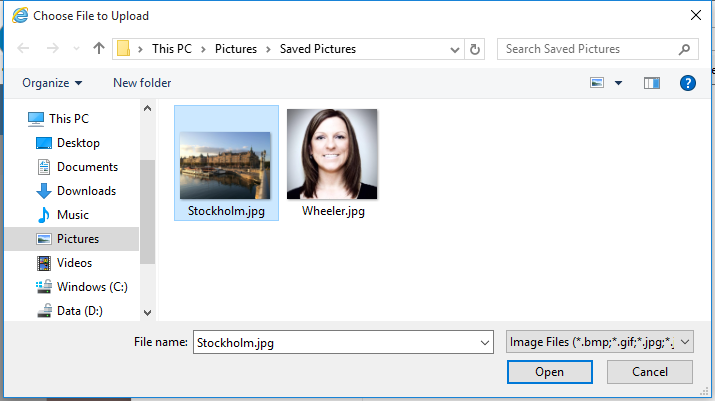 Choose File to Upload
This PC > Pictures > Saved Pictures
Search Saved Pictures
Organize
New folder
This PC
Desktop
Documents
Downloads
Music
Pictures
Videos
Windows (C:)
Data (D:)
Stockholm.jpg
Wheeler.jpg
File name: Stockholm.jpg
Image Files (*.bmp;*.gif;*.jpg;*.
Open
Cancel